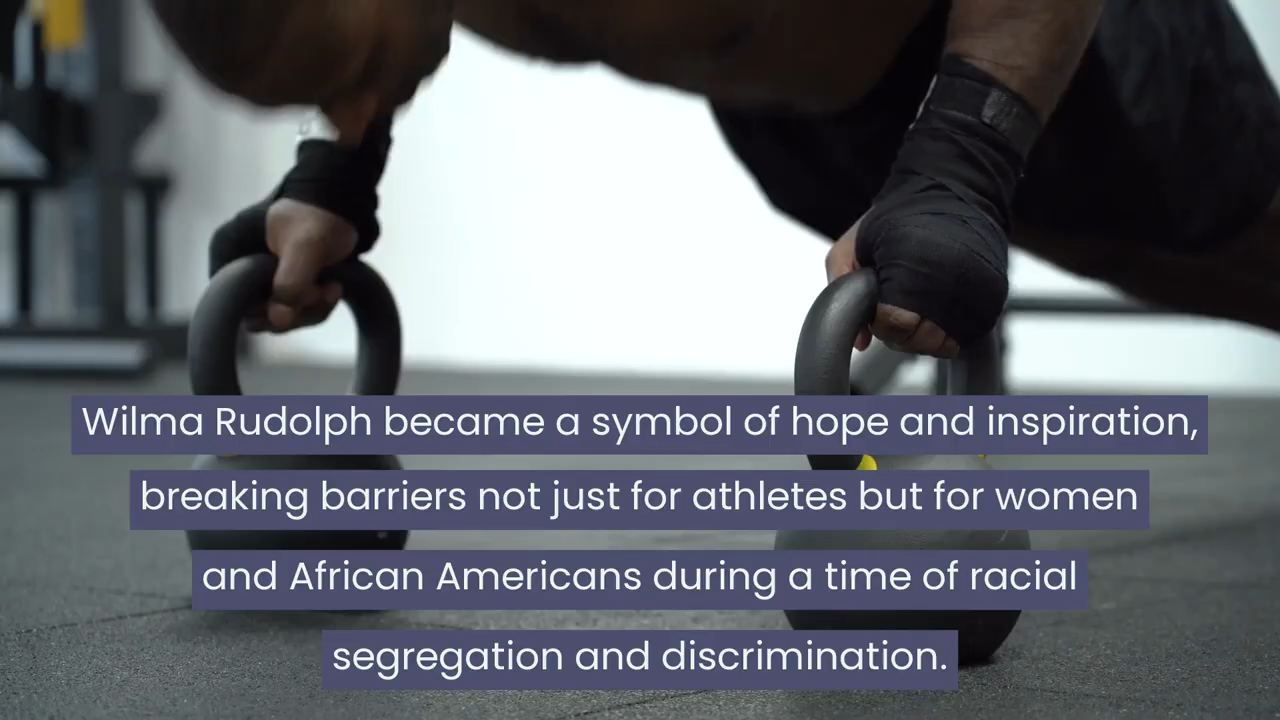 Wilma Rudolph became a symbol of hope and inspiration,
breaking barriers not just for athletes but for women
and African Americans during a time of racial
segregation and discrimination.